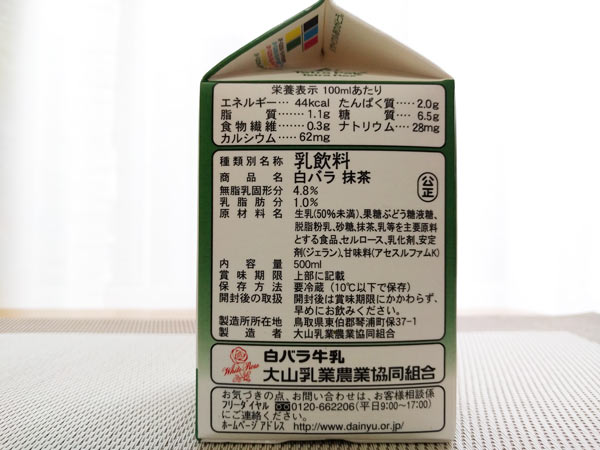 栄養表示 100mlあたり
エネルギー… 44kcal たんぱく質‥‥ 2.0g
脂 質……… 1.1g 糖 質…… 6.5g
食物繊維…… 0.3g ナトリウム… 28mg
カルシウム…… 62mg
種類別名称 乳飲料
商品名 白バラ 抹茶
公正
無脂乳固形分 4.8%
乳脂肪分 1.0%
原材料名 生乳(50%未満)、果糖ぶどう糖液糖、
脱脂粉乳、砂糖、抹茶、乳等を主要原料
とする食品、セルロース、乳化剤、安定
剤(ジェラン)、甘味料(アセスルファムK)
内容量 500ml
賞味期限 上部に記載
保存方法 要冷蔵(10℃以下で保存)
開封後の取扱 開封後は賞味期限にかかわらず、
早めにお飲みください。
製造所所在地 鳥取県東伯郡琴浦町保37-1
製造者 大山乳業農業協同組合
White Rose
白バラ牛乳
大山乳業農業協同組合
お気づきの点、お問い合わせは、お客様相談係
フリーダイヤル 0120-662206(平日9:00~17:00)
にご連絡ください。
ホームページ アドレス http://www.dainyu.or.jp/